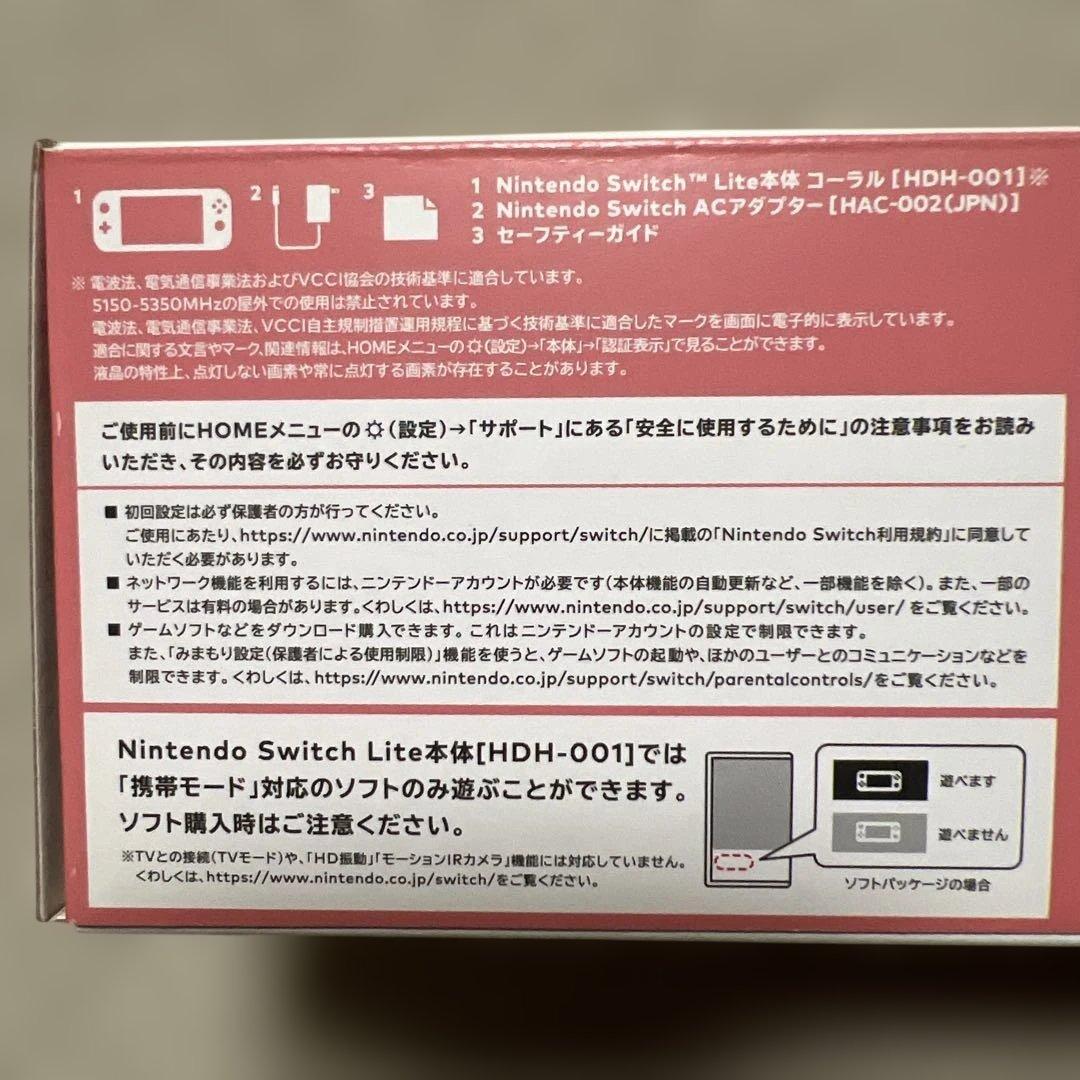 1 2 3
1 Nintendo Switch™ Lite本体 コーラル [HDH-001]※
2 Nintendo Switch ACアダプター [HAC-002(JPN)]
3 セーフティーガイド
※ 電波法、電気通信事業法およびVCCI協会の技術基準に適合しています。
5150-5350MHzの屋外での使用は禁止されています。
電波法、電気通信事業法、VCCI自主規制措置運用規程に基づく技術基準に適合したマークを画面に電子的に表示しています。
適合に関する文言やマーク、関連情報は、HOMEメニューの(設定)→「本体」→「認証表示」で見ることができます。
液晶の特性上、点灯しない画素や常に点灯する画素が存在することがあります。
ご使用前にHOMEメニューの(設定)→「サポート」にある「安全に使用するために」の注意事項をお読み
いただき、その内容を必ずお守りください。
■ 初回設定は必ず保護者の方が行ってください。
ご使用にあたり、https://www.nintendo.co.jp/support/switch/に掲載の「Nintendo Switch利用規約」に同意して
いただく必要があります。
■ ネットワーク機能を利用するには、ニンテンドーアカウントが必要です(本体機能の自動更新など、一部機能を除く)。また、一部の
サービスは有料の場合があります。くわしくは、https://www.nintendo.co.jp/support/switch/user/ をご覧ください。
■ ゲームソフトなどをダウンロード購入できます。これはニンテンドーアカウントの設定で制限できます。
また、「みまもり設定(保護者による使用制限)」機能を使うと、ゲームソフトの起動や、ほかのユーザーとのコミュニケーションなどを
制限できます。くわしくは、https://www.nintendo.co.jp/support/switch/parentalcontrols/をご覧ください。
Nintendo Switch Lite本体[HDH-001]では
「携帯モード」対応のソフトのみ遊ぶことができます。
ソフト購入時はご注意ください。
※TVとの接続(TVモード)や、「HD振動」「モーションIRカメラ」機能には対応していません。
くわしくは、https://www.nintendo.co.jp/switch/をご覧ください。
遊べます
遊べません
ソフトパッケージの場合